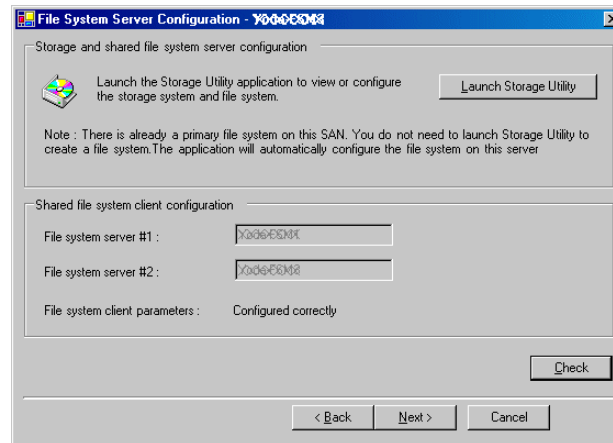 File System Server Configuration -
Storage and shared file system server configuration
Launch the Storage Utility application to view or configure
the storage system and file system.
Launch Storage Utility
Note : There is already a primary file system on this SAN. You do not need to launch Storage Utility to
create a file system.The application will automatically configure the file system on this server
Shared file system client configuration
File system server #1 :
File system server #2 :
File system client parameters : Configured correctly
Check
< Back Next > Cancel